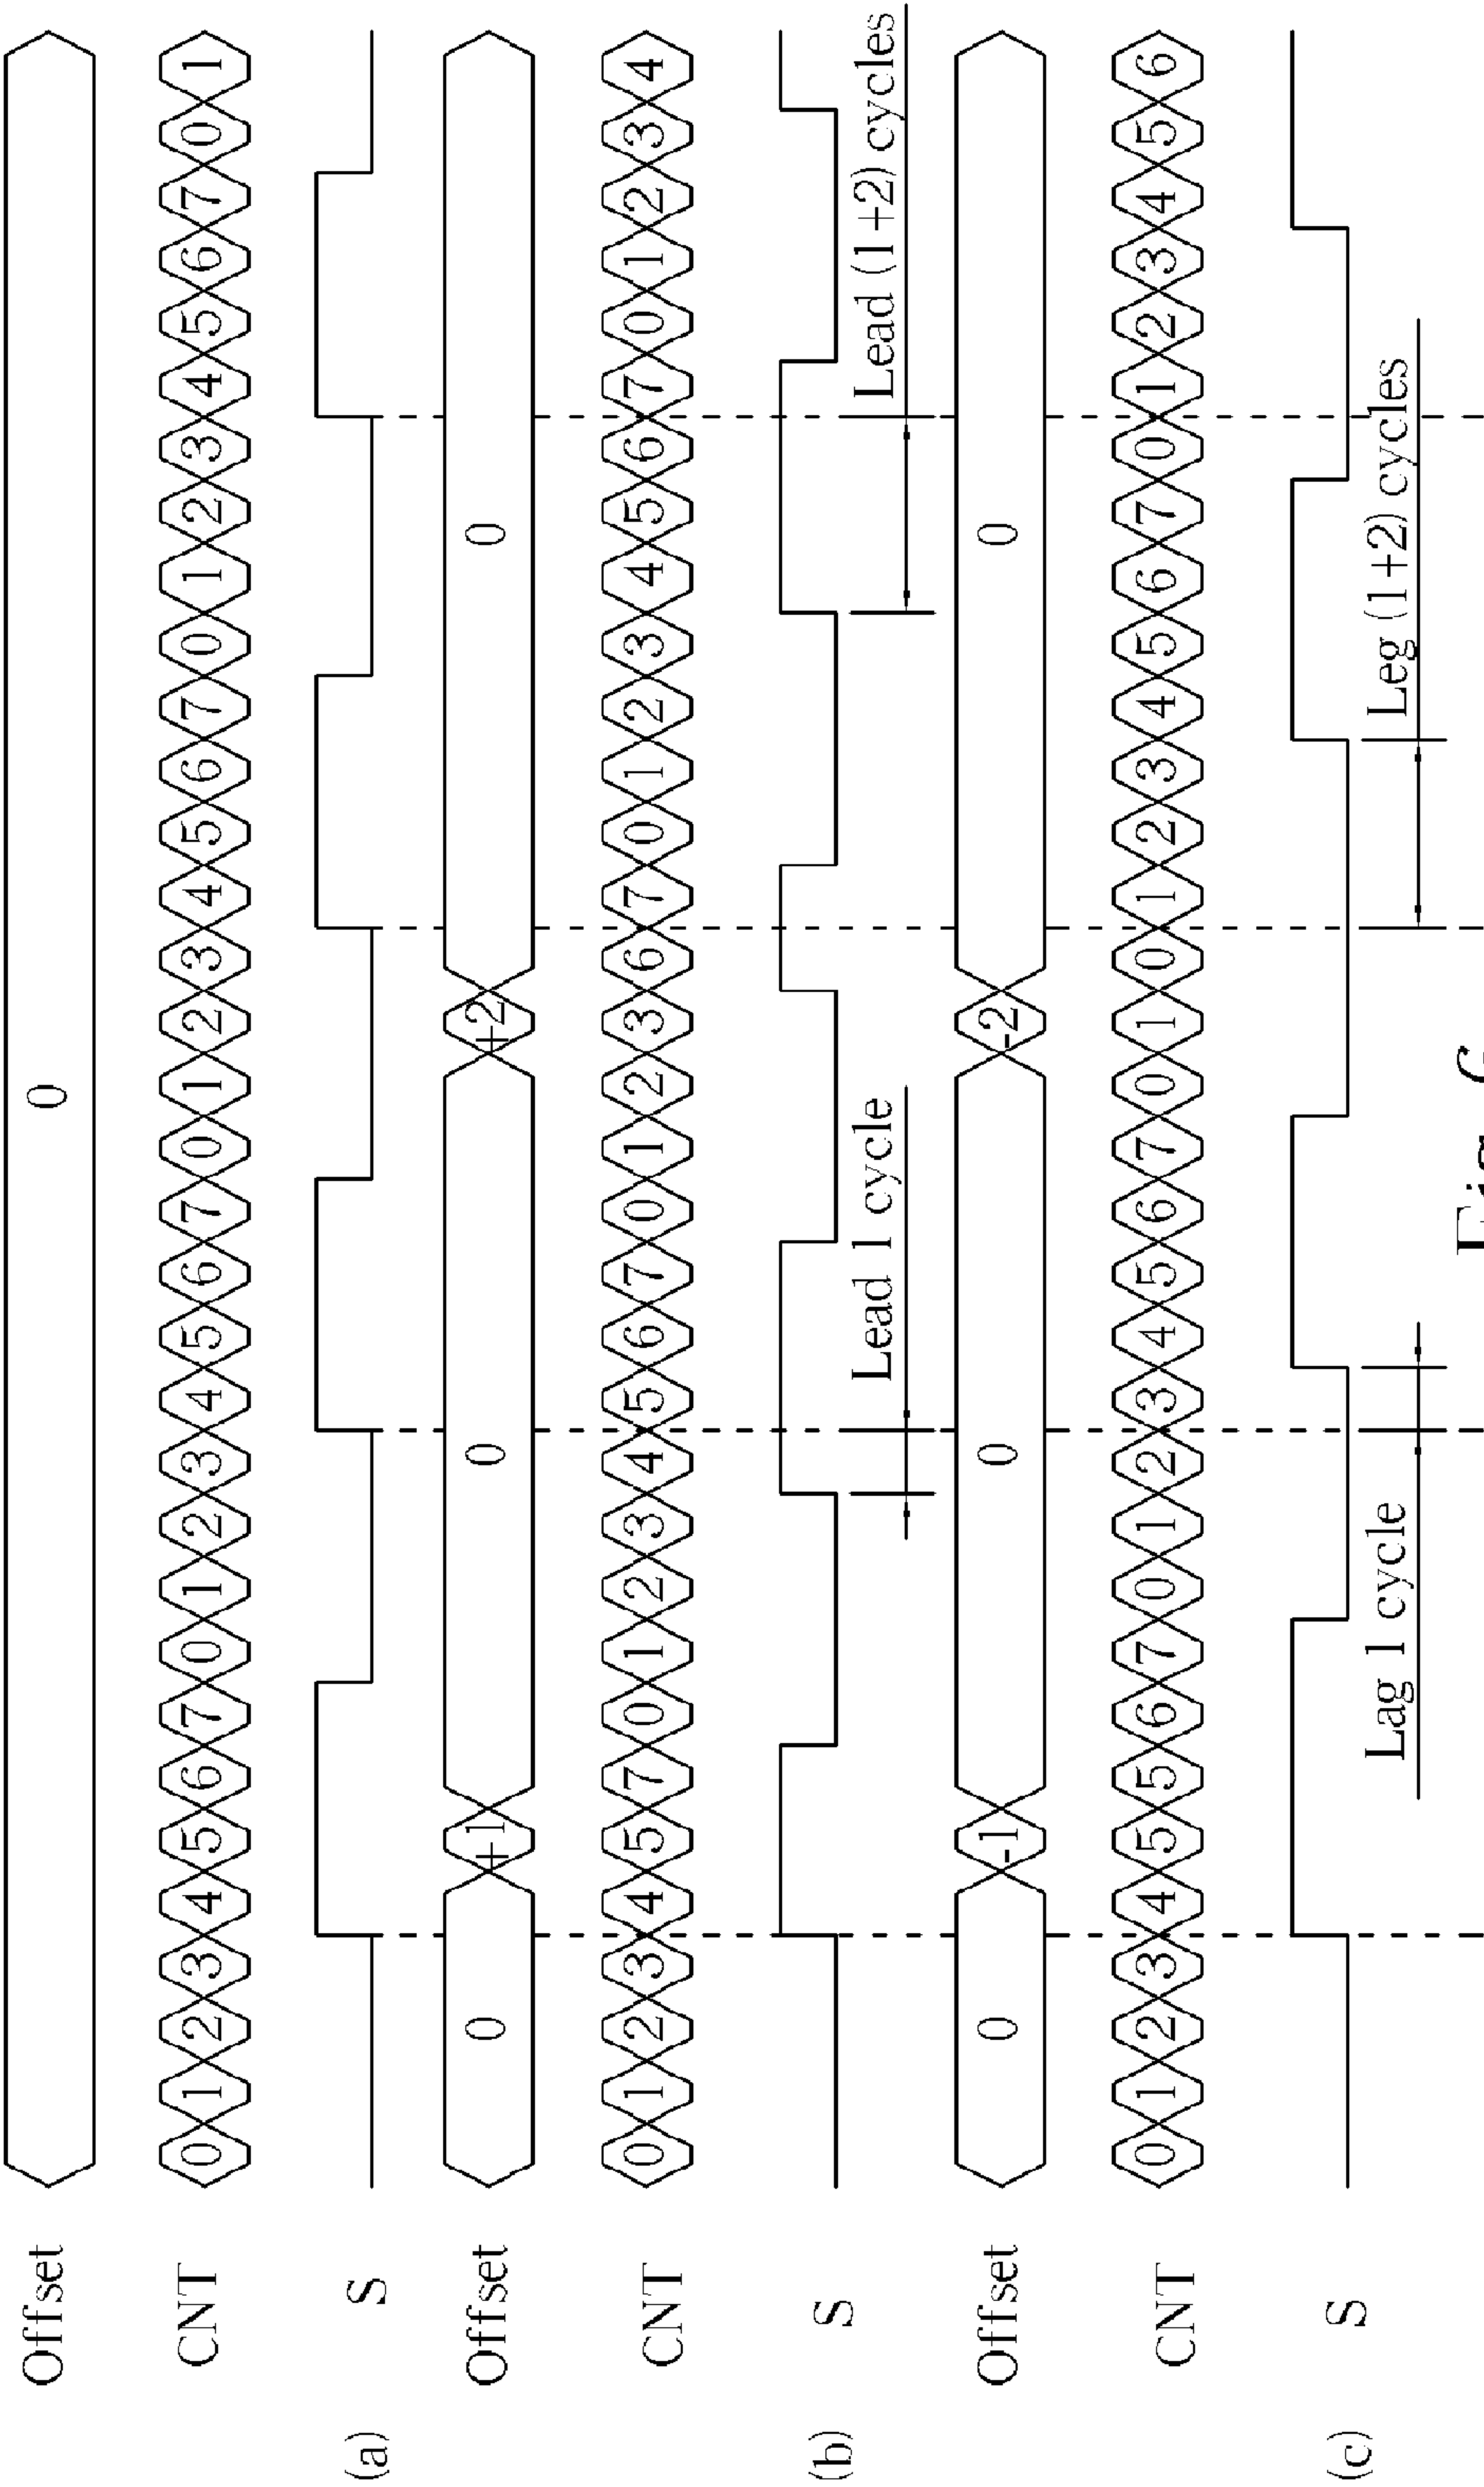 Offset 0
CNT 0 1 2 3 4 5 6 7 0 1 2 3 4 5 6 7 0 1 2 3 4 5 6 7 0 1 2 3 4 5 6 7 0 1
(a) S
Offset 0 +1 0 +2 0
CNT 0 1 2 3 4 5 7 0 1 2 3 4 5 6 7 0 1 2 3 6 7 0 1 2 3 4 5 6 7 0 1 2 3 4
(b) S
Lead 1 cycle Lead (1+2) cycles
Offset 0 -1 0 -2 0
CNT 0 1 2 3 4 5 5 6 7 0 1 2 3 4 5 6 7 0 1 0 1 2 3 4 5 6 7 0 1 2 3 4 5 6
(c) S
Lag 1 cycle Leg (1+2) cycles